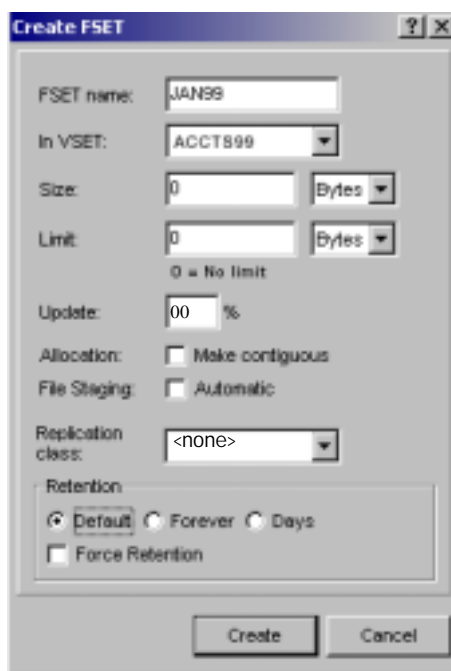 Create FSET
FSET name: JAN99
In VSET: ACCTS99
Size: 0 Bytes
Limit: 0 Bytes
0 = No limit
Update: 00 %
Allocation: Make contiguous
File Staging: Automatic
Replication class: <none>
Retention
Default Forever Days
Force Retention
Create Cancel